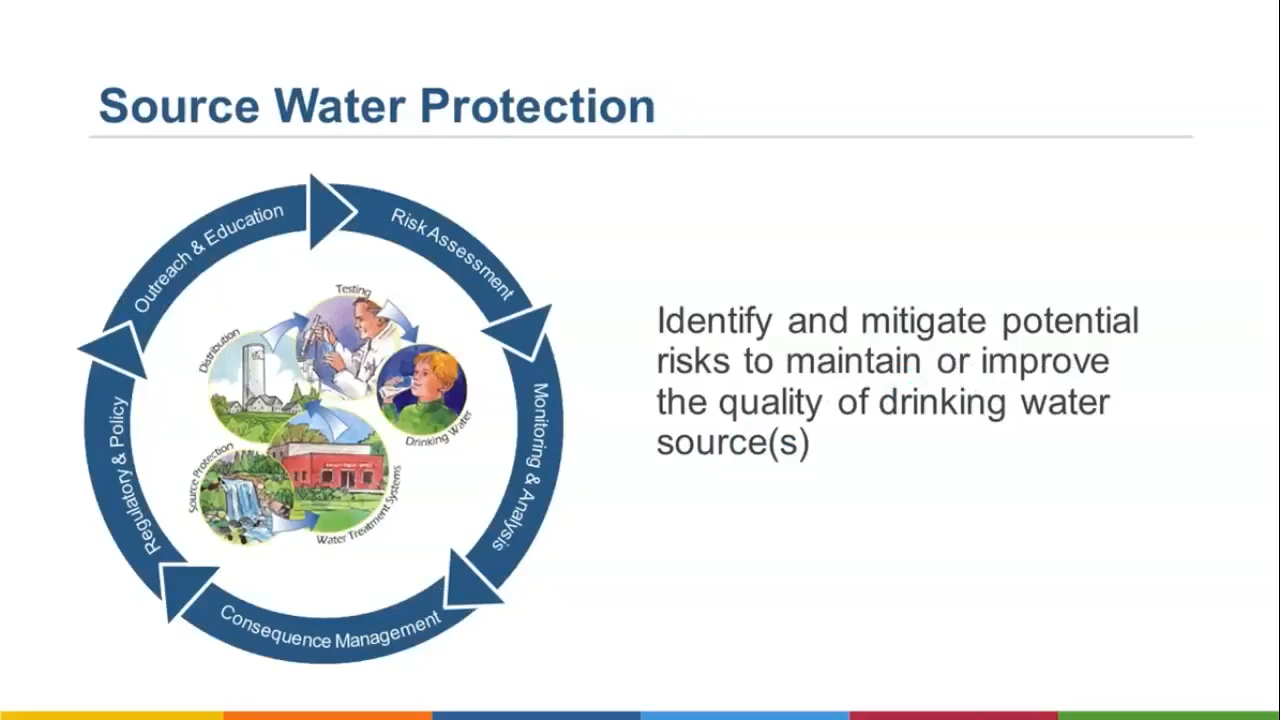 Source Water Protection
Outreach & Education
Risk Assessment
Monitoring & Analysis
Consequence Management
Regulatory & Policy
Testing
Distribution
Drinking Water
Source Protection
Water Treatment Systems
Identify and mitigate potential
risks to maintain or improve
the quality of drinking water
source(s)